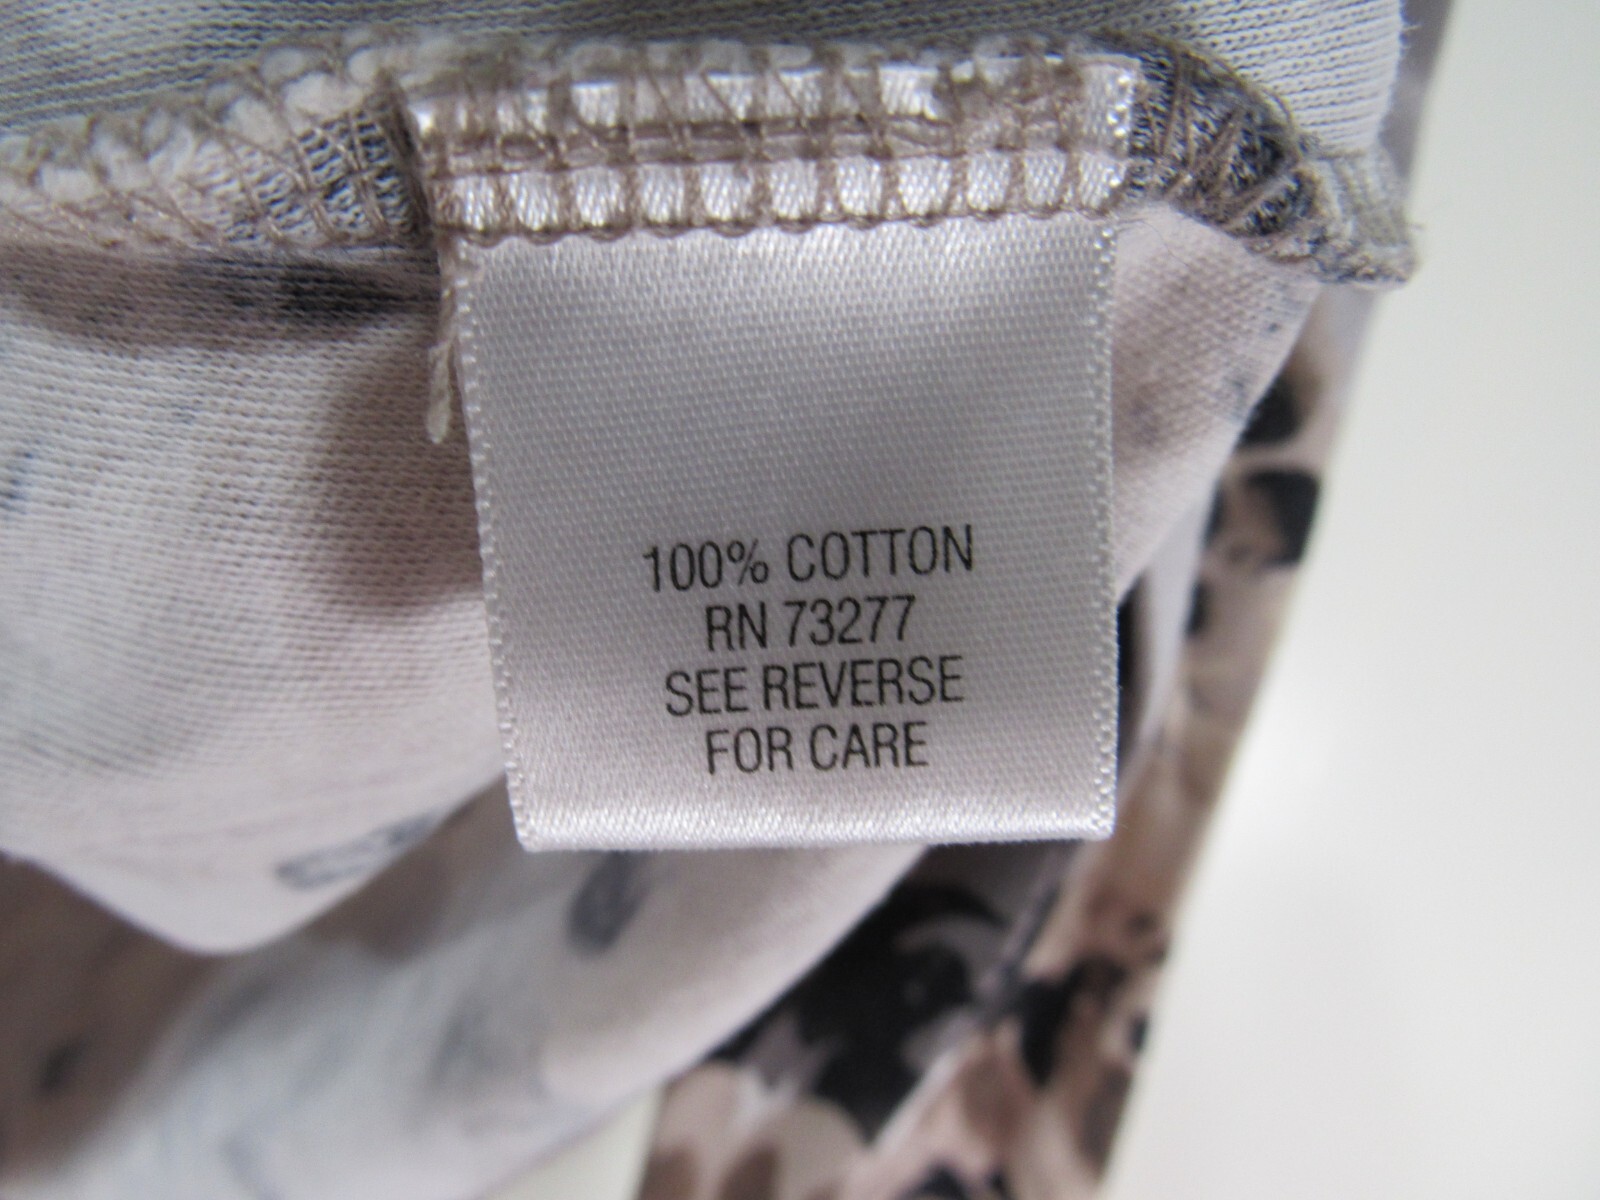 100% COTTON
RN 73277
SEE REVERSE
FOR CARE